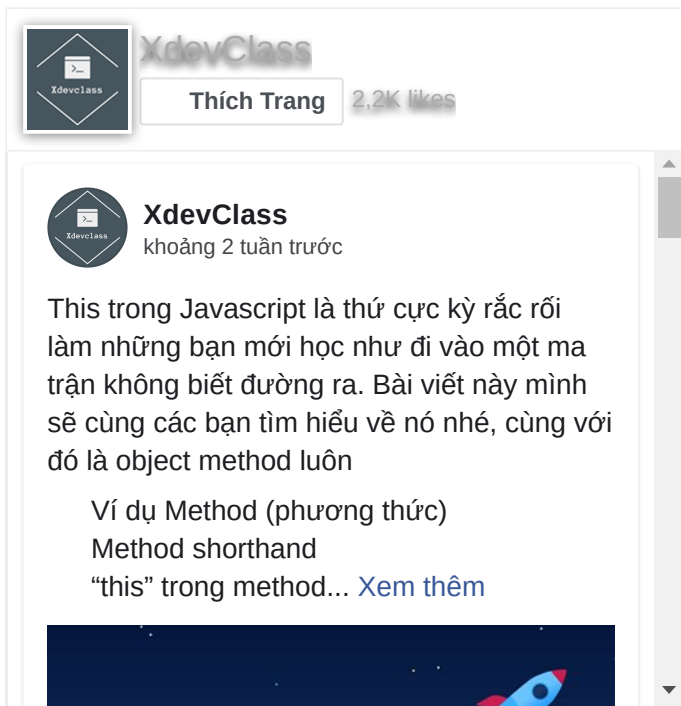 >_
Xdevclass
XdevClass
Thích Trang
2,2K likes
>_
Xdevclass
XdevClass
khoảng 2 tuần trước
This trong Javascript là thứ cực kỳ rắc rối
làm những bạn mới học như đi vào một ma
trận không biết đường ra. Bài viết này mình
sẽ cùng các bạn tìm hiểu về nó nhé, cùng với
đó là object method luôn
Ví dụ Method (phương thức)
Method shorthand
“this” trong method... Xem thêm